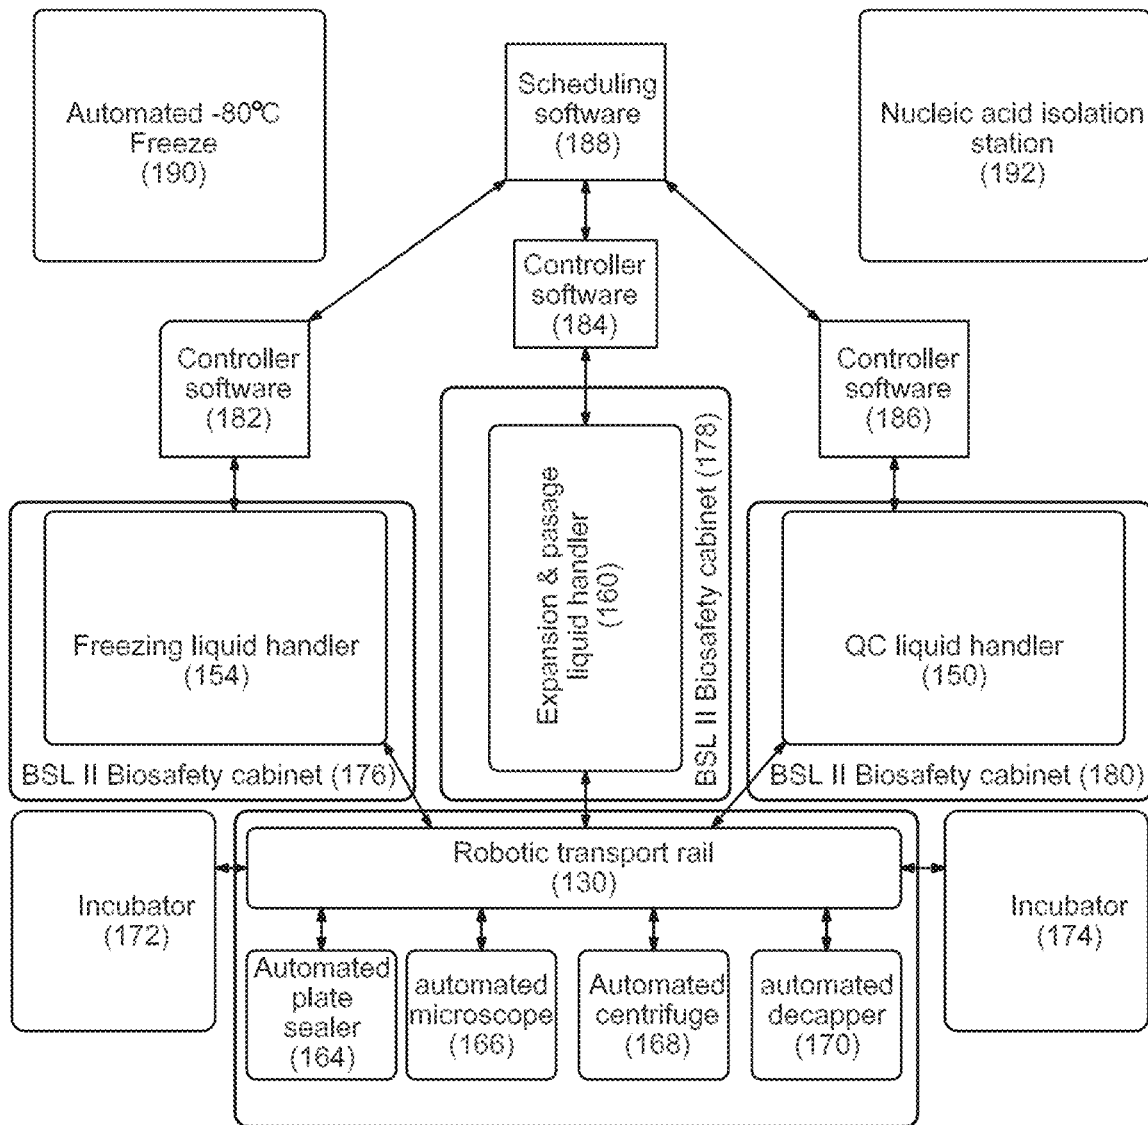 Automated -80℃
Freeze
(190)
Scheduling
software
(188)
Nucleic acid isolation
station
(192)
Controller
software
(184)
Controller
software
(182)
Controller
software
(186)
Freezing liquid handler
(154)
BSL II Biosafety cabinet (176)
Expansion & pasage
liquid handler
(160)
BSL II Biosafety cabinet (178)
QC liquid handler
(150)
BSL II Biosafety cabinet (180)
Robotic transport rail
(130)
Incubator
(172)
Incubator
(174)
Automated
plate
sealer
(164)
automated
microscope
(166)
Automated
centrifuge
(168)
automated
decapper
(170)